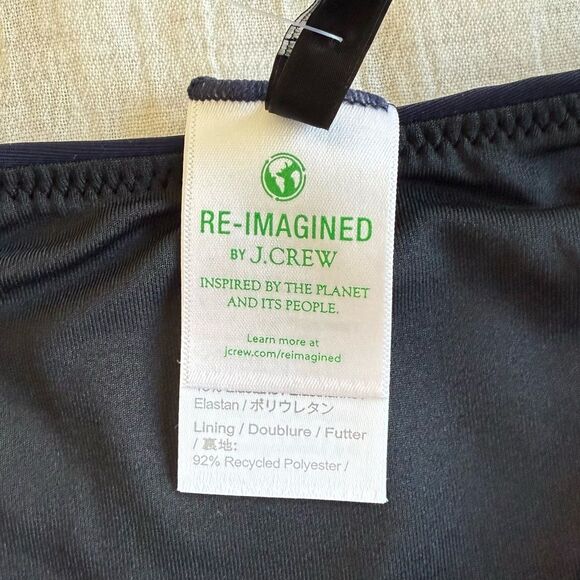 RE-IMAGINED
BY J.CREW
INSPIRED BY THE PLANET
AND ITS PEOPLE.
Learn more at
jcrew.com/reimagined
Elastan / ポリウレタン
Lining / Doublure / Futter
/ 裏地:
92% Recycled Polyester /